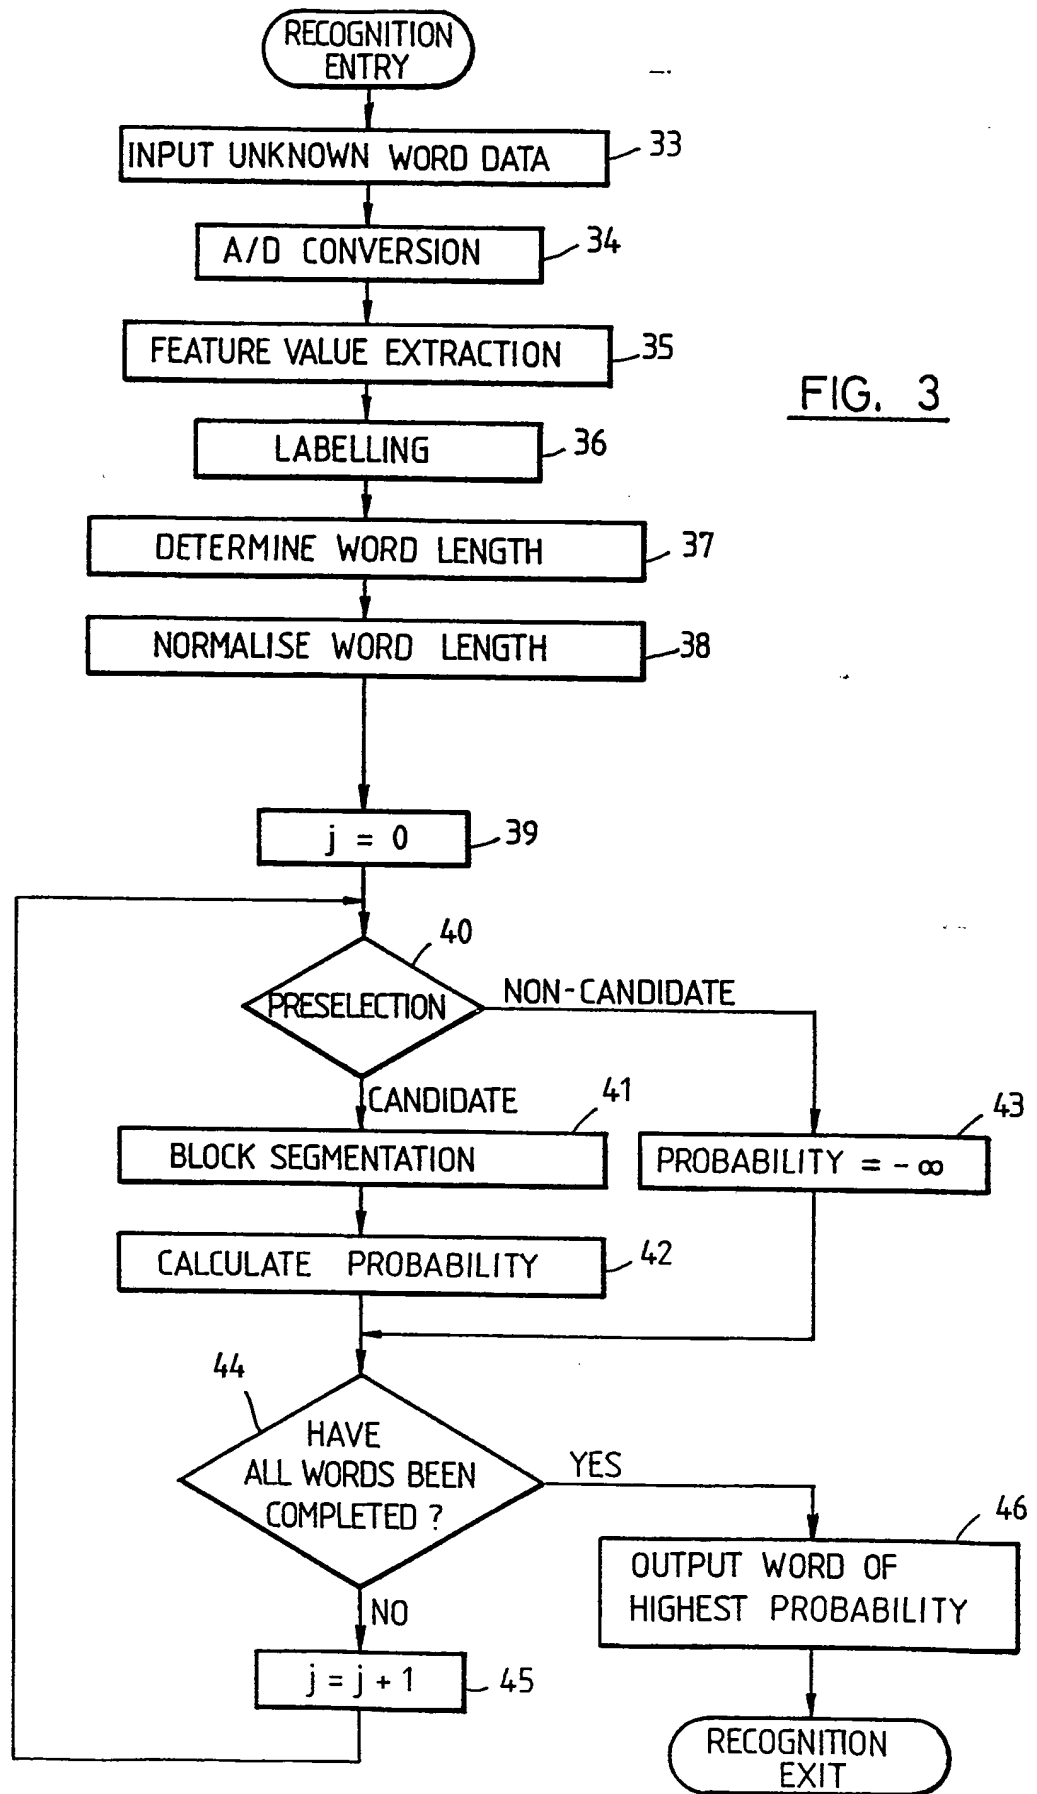 RECOGNITION
ENTRY
INPUT UNKNOWN WORD DATA
33
A/D CONVERSION
34
FEATURE VALUE EXTRACTION
35
FIG. 3
LABELLING
36
DETERMINE WORD LENGTH
37
NORMALISE WORD LENGTH
38
j = 0
39
40
PRESELECTION
NON-CANDIDATE
CANDIDATE
41
BLOCK SEGMENTATION
43
PROBABILITY = -∞
CALCULATE PROBABILITY
42
44
HAVE
ALL WORDS BEEN
COMPLETED ?
YES
46
OUTPUT WORD OF
HIGHEST PROBABILITY
NO
j = j + 1
45
RECOGNITION
EXIT